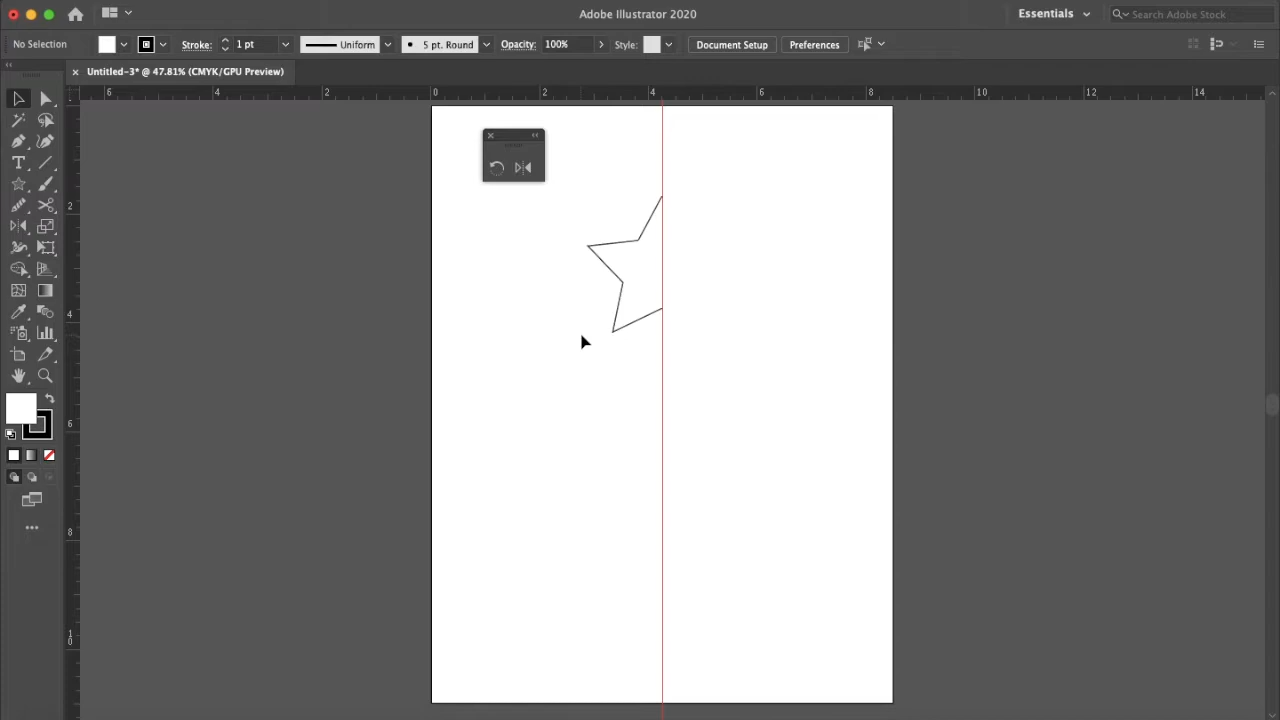 Adobe Illustrator 2020
Essentials
Search Adobe Stock
No Selection
Stroke:
1 pt
Uniform
5 pt. Round
Opacity:
100%
Style:
Document Setup
Preferences
Untitled-3* @ 47.81% (CMYK/GPU Preview)
6 4 2 0 2 4 6 8 10 12 14
2
4
6
8
1
0
T